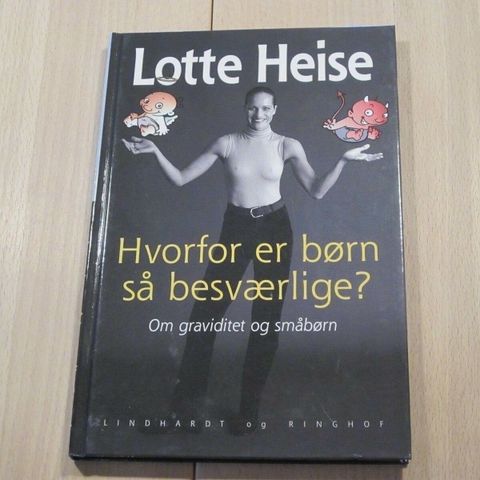 Lotte Heise
Hvorfor er børn
så besværlige?
Om graviditet og småbørn
LINDHARDT og RINGHOF